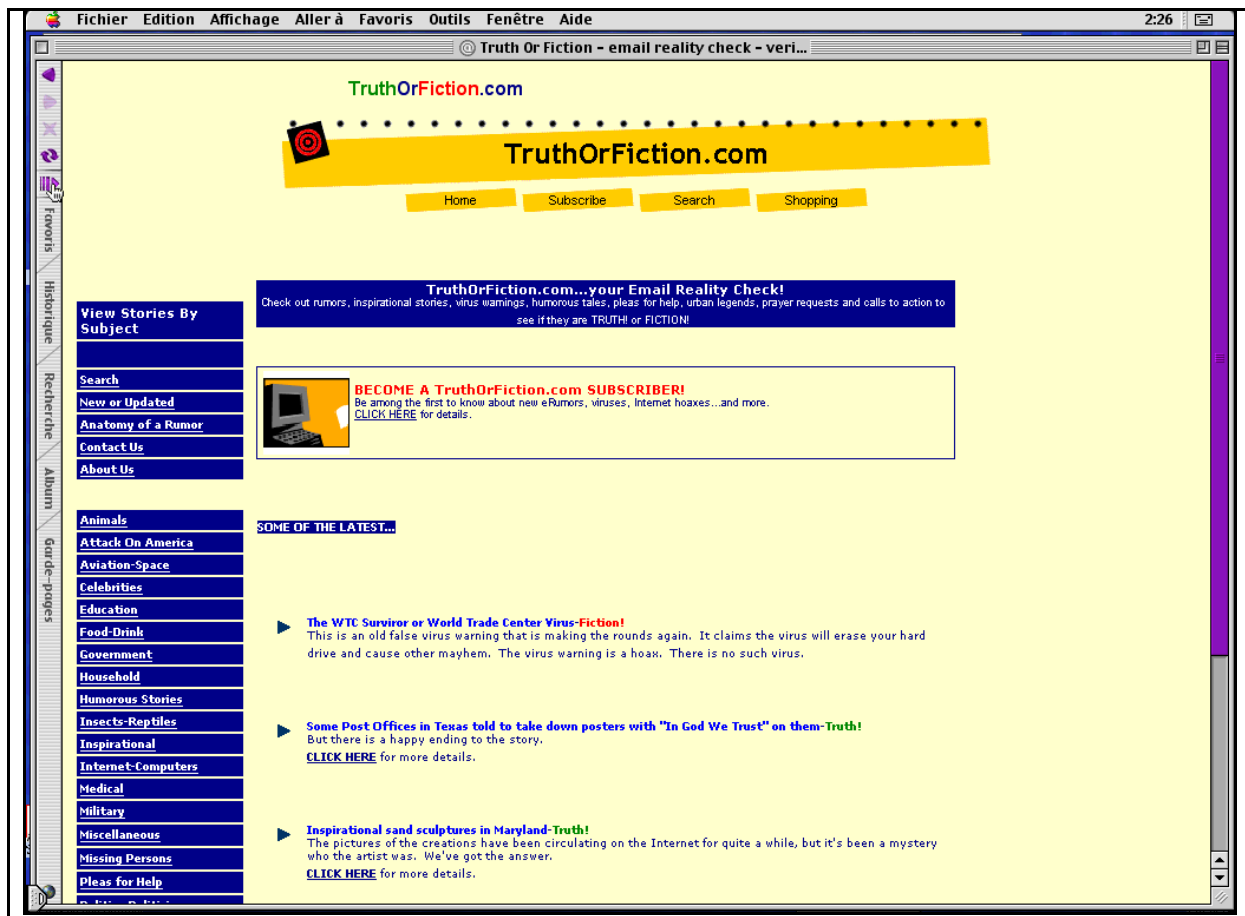 Fichier Edition Affichage Aller à Favoris Outils Fenêtre Aide 2:26
@ Truth Or Fiction - email reality check - veri...
TruthOrFiction.com
TruthOrFiction.com
Home Subscribe Search Shopping
Favoris
Historique
Recherche
Album
Garde-pages
View Stories By
Subject
Search
New or Updated
Anatomy of a Rumor
Contact Us
About Us
Animals
Attack On America
Aviation-Space
Celebrities
Education
Food-Drink
Government
Household
Humorous Stories
Insects-Reptiles
Inspirational
Internet-Computers
Medical
Military
Miscellaneous
Missing Persons
Pleas for Help
TruthOrFiction.com...your Email Reality Check!
Check out rumors, inspirational stories, virus warnings, humorous tales, pleas for help, urban legends, prayer requests and calls to action to
see if they are TRUTH! or FICTION!
BECOME A TruthOrFiction.com SUBSCRIBER!
Be among the first to know about new eRumors, viruses, Internet hoaxes...and more.
CLICK HERE for details.
SOME OF THE LATEST...
The WTC Surviror or World Trade Center Virus-Fiction!
This is an old false virus warning that is making the rounds again. It claims the virus will erase your hard
drive and cause other mayhem. The virus warning is a hoax. There is no such virus.
Some Post Offices in Texas told to take down posters with "In God We Trust" on them-Truth!
But there is a happy ending to the story.
CLICK HERE for more details.
Inspirational sand sculptures in Maryland-Truth!
The pictures of the creations have been circulating on the Internet for quite a while, but it's been a mystery
who the artist was. We've got the answer.
CLICK HERE for more details.